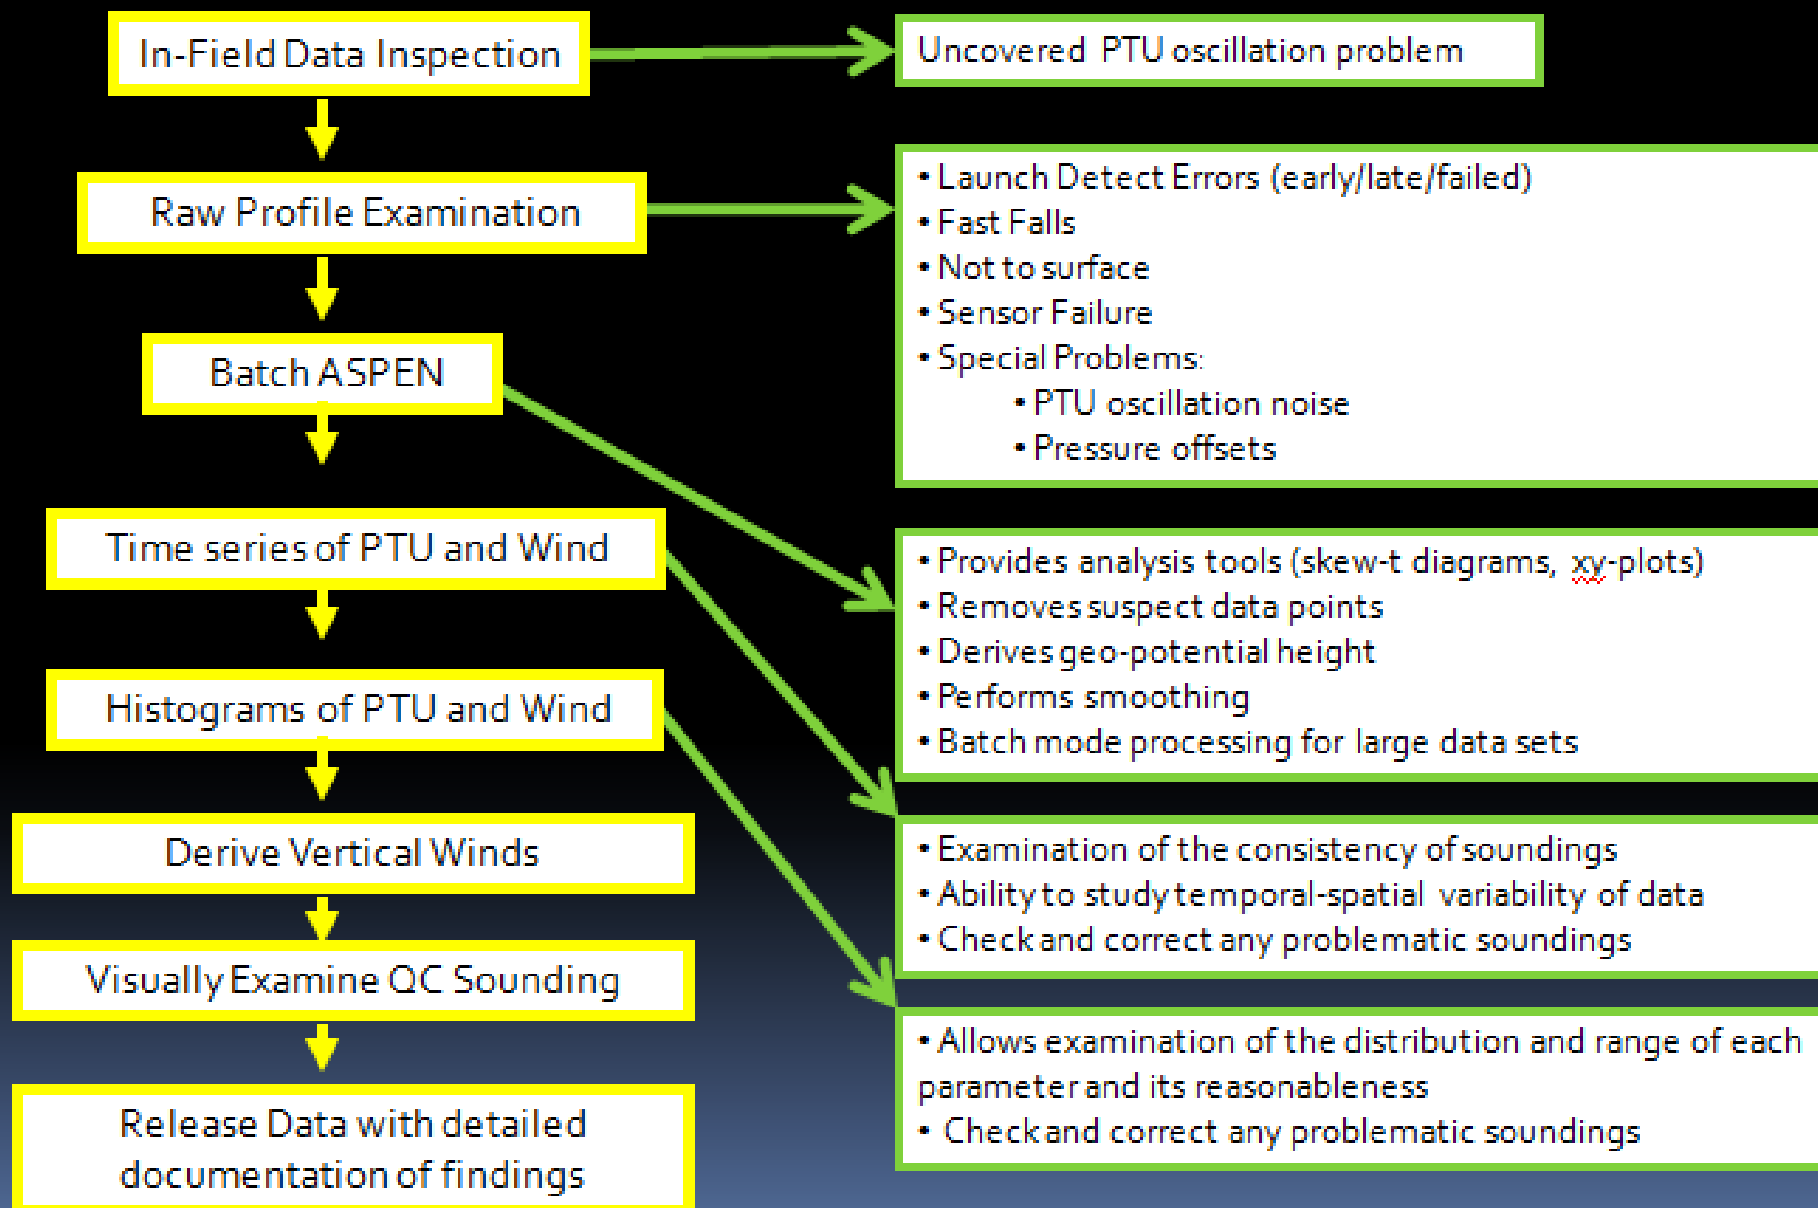 In-Field Data Inspection
Uncovered PTU oscillation problem
Raw Profile Examination
• Launch Detect Errors (early/late/failed)
• Fast Falls
• Not to surface
• Sensor Failure
• Special Problems:
• PTU oscillation noise
• Pressure offsets
Batch ASPEN
• Provides analysis tools (skew-t diagrams, xy-plots)
• Removes suspect data points
• Derives geo-potential height
• Performs smoothing
• Batch mode processing for large data sets
Time series of PTU and Wind
• Examination of the consistency of soundings
• Ability to study temporal-spatial variability of data
• Check and correct any problematic soundings
Histograms of PTU and Wind
• Allows examination of the distribution and range of each
parameter and its reasonableness
• Check and correct any problematic soundings
Derive Vertical Winds
Visually Examine QC Sounding
Release Data with detailed
documentation of findings